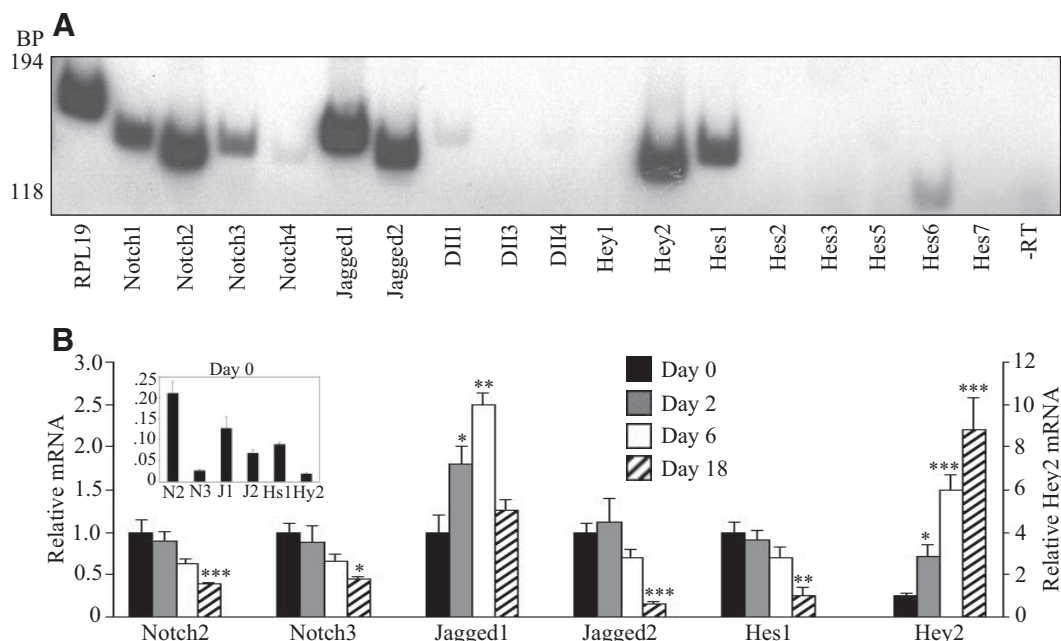 A
BP
194
118
RPL19
Notch1
Notch2
Notch3
Notch4
Jagged1
Jagged2
Dll1
Dll3
Dll4
Hey1
Hey2
Hes1
Hes2
Hes3
Hes5
Hes6
Hes7
-RT
B
Relative mRNA
3.0
2.5
2.0
1.5
1.0
0.5
0
Day 0
.25
.20
.15
.10
.05
0
N2 N3 J1 J2 Hs1 Hy2
Day 0
Day 2
Day 6
Day 18
***
*
*
**
***
**
*
***
***
12
10
8
6
4
2
0
Relative Hey2 mRNA
Notch2 Notch3 Jagged1 Jagged2 Hes1 Hey2